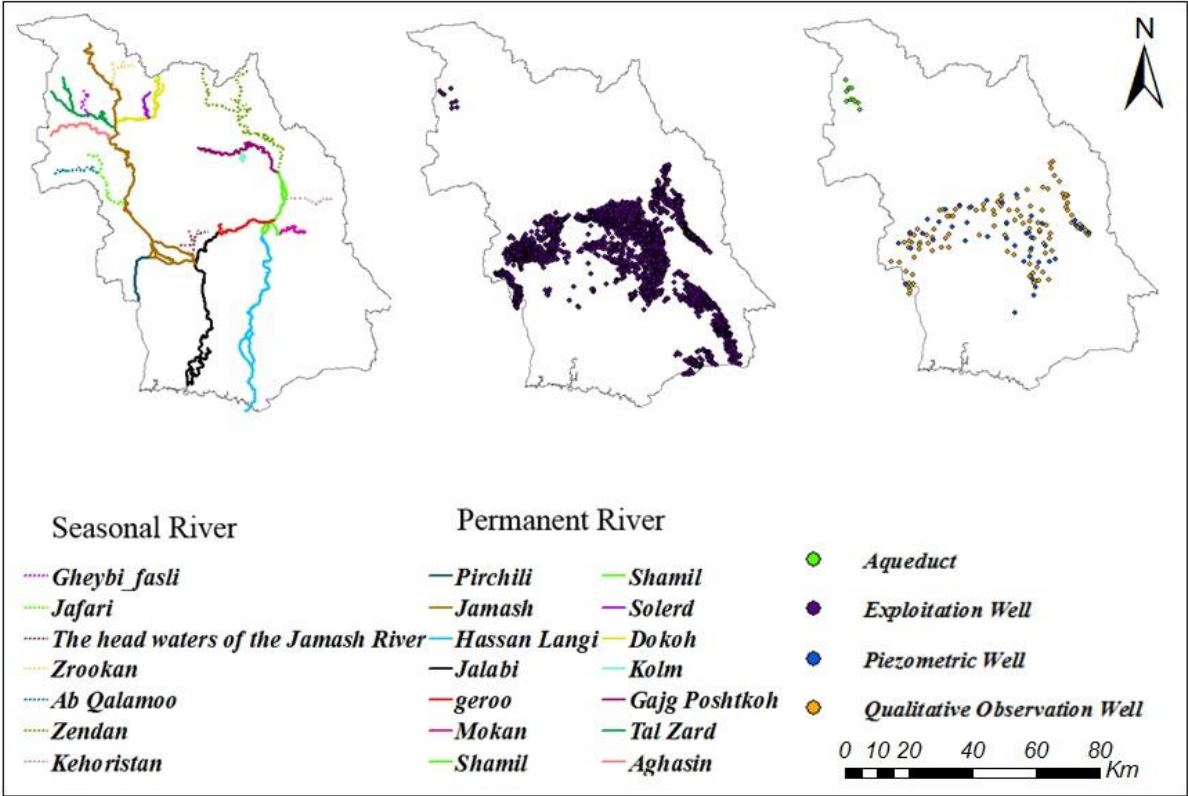 N
Seasonal River
Gheybi_fasli
Jafari
The head waters of the Jamash River
Zrookan
Ab Qalamoo
Zendan
Kehoristan
Permanent River
Pirchili
Jamash
Hassan Langi
Jalabi
geroo
Mokan
Shamil
Shamil
Solerd
Dokoh
Kolm
Gajg Poshtkoh
Tal Zard
Aghasin
Aqueduct
Exploitation Well
Piezometric Well
Qualitative Observation Well
0 10 20 40 60 80
Km